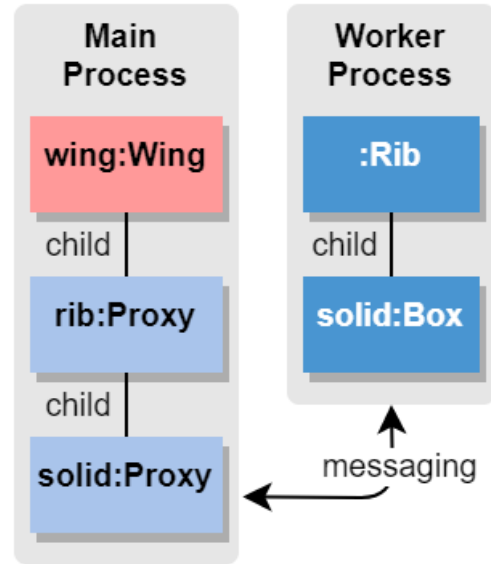 Main
Process
wing:Wing
child
rib:Proxy
child
solid:Proxy
Worker
Process
:Rib
child
solid:Box
messaging